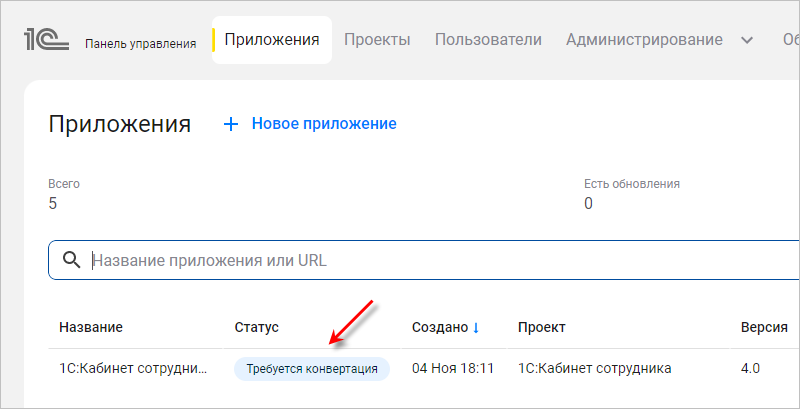 1С Панель управления Приложения Проекты Пользователи Администрирование Об
Приложения + Новое приложение
Всего Есть обновления
5 0
Название приложения или URL
Название Статус Создано ↓ Проект Версия
1С:Кабинет сотрудни... Требуется конвертация 04 Ноя 18:11 1С:Кабинет сотрудника 4.0